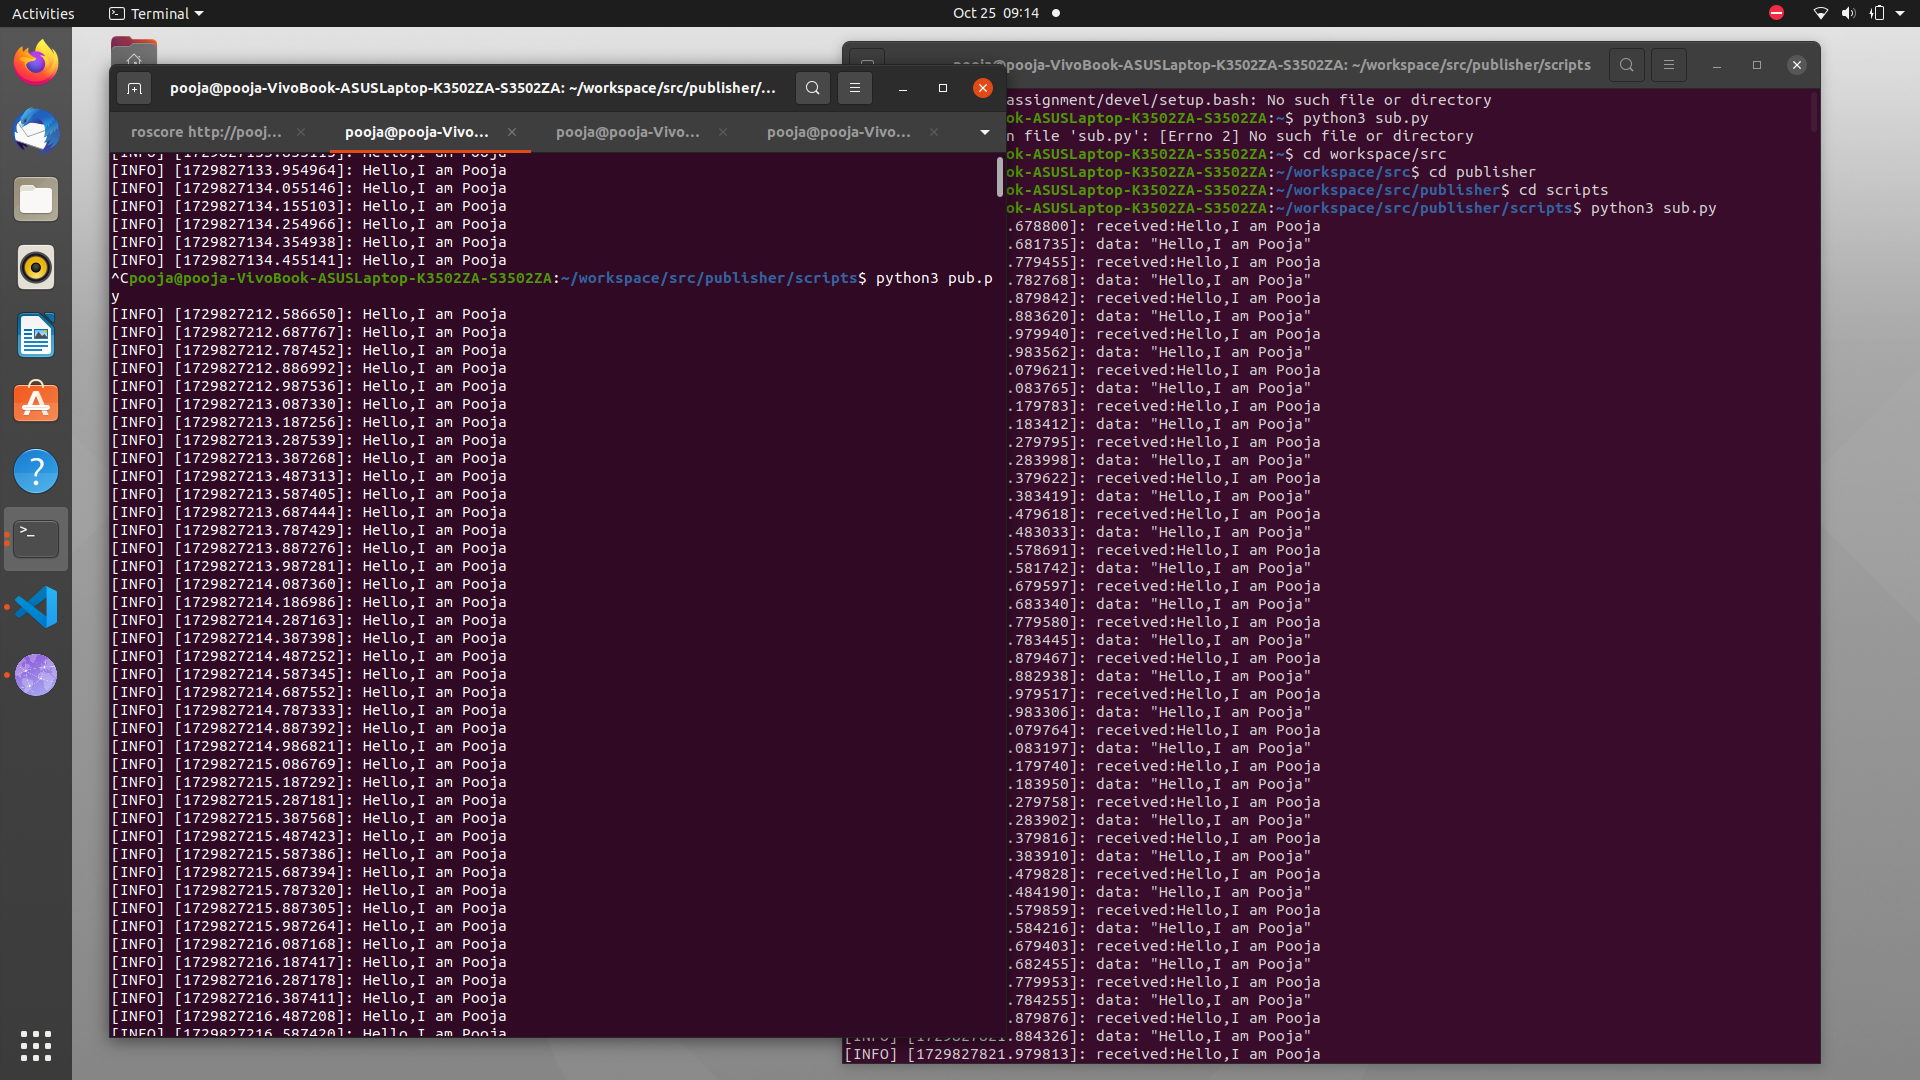 Activities
Terminal
Oct 25 09:14
pooja@pooja-VivoBook-ASUSLaptop-K3502ZA-S3502ZA: ~/workspace/src/publisher/...
roscore http://pooj...
pooja@pooja-Vivo...
pooja@pooja-Vivo...
pooja@pooja-Vivo...
[INFO] [1729827133.954964]: Hello,I am Pooja
[INFO] [1729827134.055146]: Hello,I am Pooja
[INFO] [1729827134.155103]: Hello,I am Pooja
[INFO] [1729827134.254966]: Hello,I am Pooja
[INFO] [1729827134.354938]: Hello,I am Pooja
[INFO] [1729827134.455141]: Hello,I am Pooja
^Cpooja@pooja-VivoBook-ASUSLaptop-K3502ZA-S3502ZA:~/workspace/src/publisher/scripts$ python3 pub.p
y
[INFO] [1729827212.586650]: Hello,I am Pooja
[INFO] [1729827212.687767]: Hello,I am Pooja
[INFO] [1729827212.787452]: Hello,I am Pooja
[INFO] [1729827212.886992]: Hello,I am Pooja
[INFO] [1729827212.987536]: Hello,I am Pooja
[INFO] [1729827213.087330]: Hello,I am Pooja
[INFO] [1729827213.187256]: Hello,I am Pooja
[INFO] [1729827213.287539]: Hello,I am Pooja
[INFO] [1729827213.387268]: Hello,I am Pooja
[INFO] [1729827213.487313]: Hello,I am Pooja
[INFO] [1729827213.587405]: Hello,I am Pooja
[INFO] [1729827213.687444]: Hello,I am Pooja
[INFO] [1729827213.787429]: Hello,I am Pooja
[INFO] [1729827213.887276]: Hello,I am Pooja
[INFO] [1729827213.987281]: Hello,I am Pooja
[INFO] [1729827214.087360]: Hello,I am Pooja
[INFO] [1729827214.186986]: Hello,I am Pooja
[INFO] [1729827214.287163]: Hello,I am Pooja
[INFO] [1729827214.387398]: Hello,I am Pooja
[INFO] [1729827214.487252]: Hello,I am Pooja
[INFO] [1729827214.587345]: Hello,I am Pooja
[INFO] [1729827214.687552]: Hello,I am Pooja
[INFO] [1729827214.787333]: Hello,I am Pooja
[INFO] [1729827214.887392]: Hello,I am Pooja
[INFO] [1729827214.986821]: Hello,I am Pooja
[INFO] [1729827215.086769]: Hello,I am Pooja
[INFO] [1729827215.187292]: Hello,I am Pooja
[INFO] [1729827215.287181]: Hello,I am Pooja
[INFO] [1729827215.387568]: Hello,I am Pooja
[INFO] [1729827215.487423]: Hello,I am Pooja
[INFO] [1729827215.587386]: Hello,I am Pooja
[INFO] [1729827215.687394]: Hello,I am Pooja
[INFO] [1729827215.787320]: Hello,I am Pooja
[INFO] [1729827215.887305]: Hello,I am Pooja
[INFO] [1729827215.987264]: Hello,I am Pooja
[INFO] [1729827216.087168]: Hello,I am Pooja
[INFO] [1729827216.187417]: Hello,I am Pooja
[INFO] [1729827216.287178]: Hello,I am Pooja
[INFO] [1729827216.387411]: Hello,I am Pooja
[INFO] [1729827216.487208]: Hello,I am Pooja
[INFO] [1729827216.587420]: Hello,I am Pooja
pooja@pooja-VivoBook-ASUSLaptop-K3502ZA-S3502ZA: ~/workspace/src/publisher/scripts
assignment/devel/setup.bash: No such file or directory
ok-ASUSLaptop-K3502ZA-S3502ZA:~$ python3 sub.py
n file 'sub.py': [Errno 2] No such file or directory
ok-ASUSLaptop-K3502ZA-S3502ZA:~$ cd workspace/src
ok-ASUSLaptop-K3502ZA-S3502ZA:~/workspace/src$ cd publisher
ok-ASUSLaptop-K3502ZA-S3502ZA:~/workspace/src/publisher$ cd scripts
ok-ASUSLaptop-K3502ZA-S3502ZA:~/workspace/src/publisher/scripts$ python3 sub.py
.678800]: received:Hello,I am Pooja
.681735]: data: "Hello,I am Pooja"
.779455]: received:Hello,I am Pooja
.782768]: data: "Hello,I am Pooja"
.879842]: received:Hello,I am Pooja
.883620]: data: "Hello,I am Pooja"
.979940]: received:Hello,I am Pooja
.983562]: data: "Hello,I am Pooja"
.079621]: received:Hello,I am Pooja
.083765]: data: "Hello,I am Pooja"
.179783]: received:Hello,I am Pooja
.183412]: data: "Hello,I am Pooja"
.279795]: received:Hello,I am Pooja
.283998]: data: "Hello,I am Pooja"
.379622]: received:Hello,I am Pooja
.383419]: data: "Hello,I am Pooja"
.479618]: received:Hello,I am Pooja
.483033]: data: "Hello,I am Pooja"
.578691]: received:Hello,I am Pooja
.581742]: data: "Hello,I am Pooja"
.679597]: received:Hello,I am Pooja
.683340]: data: "Hello,I am Pooja"
.779580]: received:Hello,I am Pooja
.783445]: data: "Hello,I am Pooja"
.879467]: received:Hello,I am Pooja
.882938]: data: "Hello,I am Pooja"
.979517]: received:Hello,I am Pooja
.983306]: data: "Hello,I am Pooja"
.079764]: received:Hello,I am Pooja
.083197]: data: "Hello,I am Pooja"
.179740]: received:Hello,I am Pooja
.183950]: data: "Hello,I am Pooja"
.279758]: received:Hello,I am Pooja
.283902]: data: "Hello,I am Pooja"
.379816]: received:Hello,I am Pooja
.383910]: data: "Hello,I am Pooja"
.479828]: received:Hello,I am Pooja
.484190]: data: "Hello,I am Pooja"
.579859]: received:Hello,I am Pooja
.584216]: data: "Hello,I am Pooja"
.679403]: received:Hello,I am Pooja
.682455]: data: "Hello,I am Pooja"
.779953]: received:Hello,I am Pooja
.784255]: data: "Hello,I am Pooja"
.879876]: received:Hello,I am Pooja
[INFO] [1729827821.884326]: data: "Hello,I am Pooja"
[INFO] [1729827821.979813]: received:Hello,I am Pooja